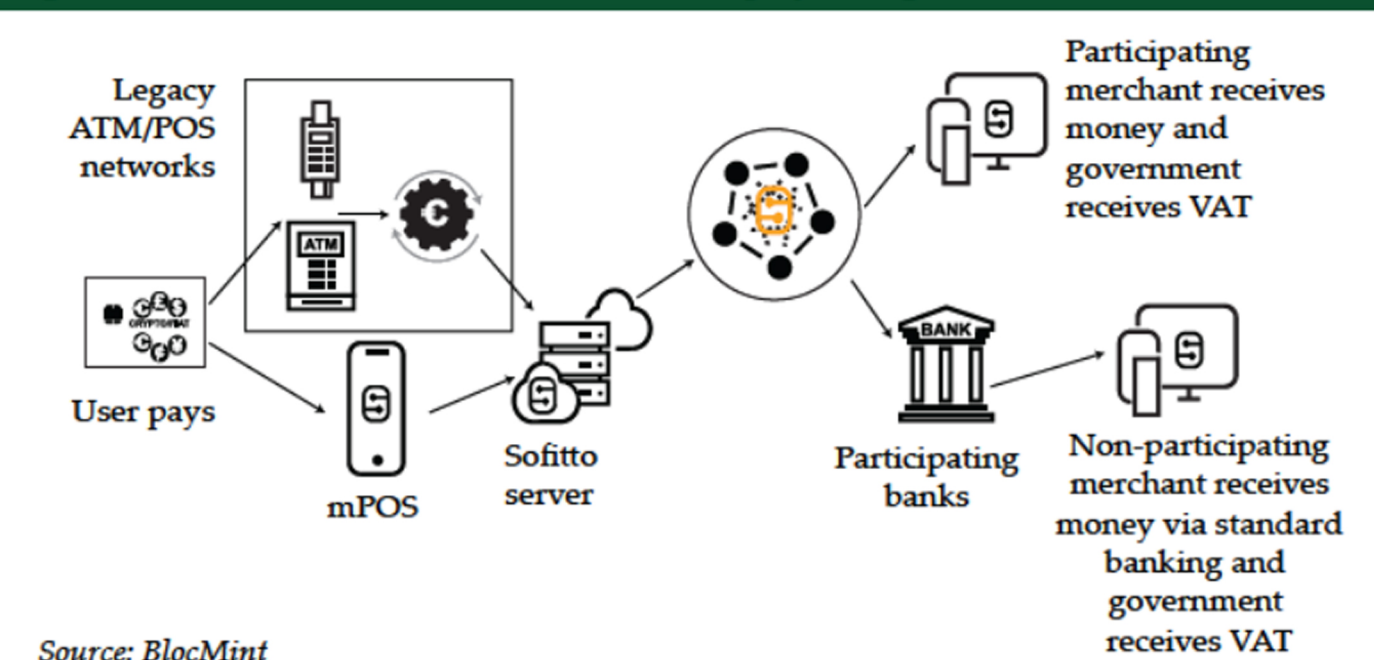 Legacy
ATM/POS
networks
ATM
CRYPTOFIAT
User pays
mPOS
Sofitto
server
Participating
merchant receives
money and
government
receives VAT
BANK
Participating
banks
Non-participating
merchant receives
money via standard
banking and
government
receives VAT
Source: BlocMint